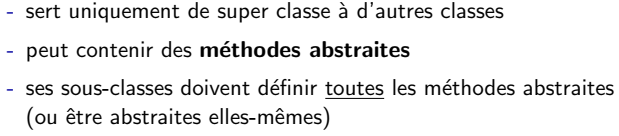 - sert uniquement de super classe à d'autres classes
- peut contenir des méthodes abstraites
- ses sous-classes doivent définir toutes les méthodes abstraites
(ou être abstraites elles-mêmes)